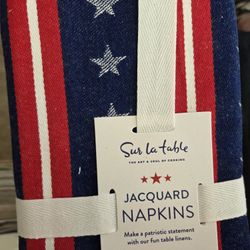 Sur la table
THE ART & SOUL OF COOKING
JACQUARD
NAPKINS
Make a patriotic statement
with our fun table linens.